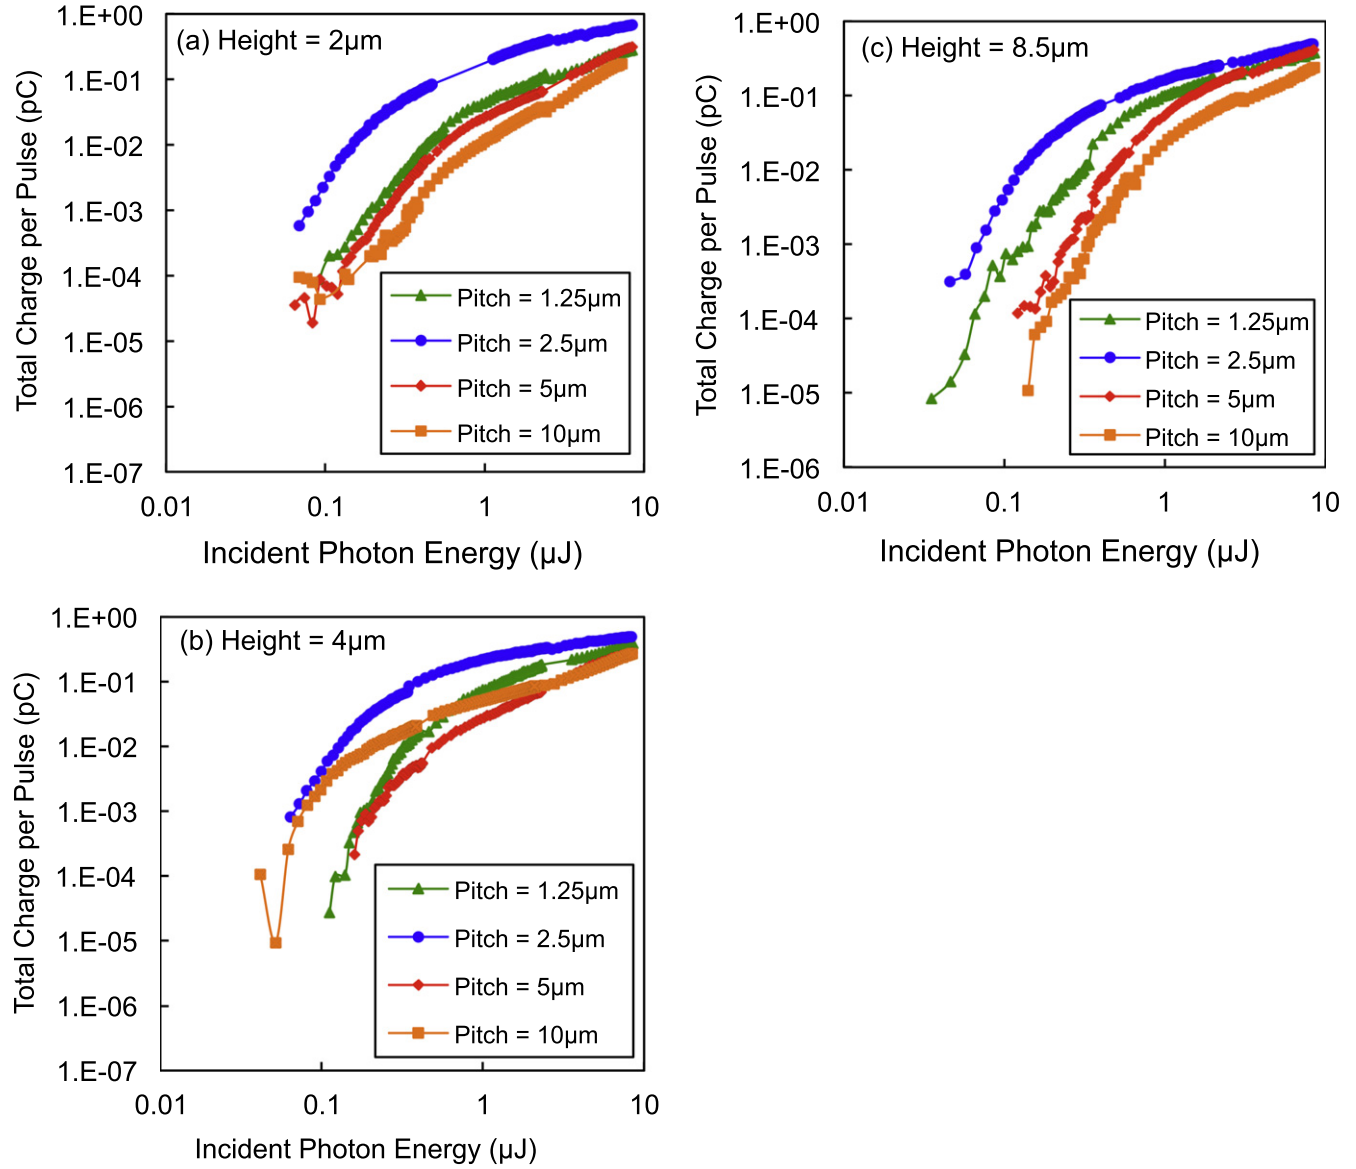 (a) Height = 2µm
Total Charge per Pulse (pC)
1.E+00
1.E-01
1.E-02
1.E-03
1.E-04
1.E-05
1.E-06
1.E-07
Pitch = 1.25µm
Pitch = 2.5µm
Pitch = 5µm
Pitch = 10µm
0.01
0.1
1
10
Incident Photon Energy (µJ)
(c) Height = 8.5µm
Total Charge per Pulse (pC)
1.E+00
1.E-01
1.E-02
1.E-03
1.E-04
1.E-05
1.E-06
Pitch = 1.25µm
Pitch = 2.5µm
Pitch = 5µm
Pitch = 10µm
0.01
0.1
1
10
Incident Photon Energy (µJ)
(b) Height = 4µm
Total Charge per Pulse (pC)
1.E+00
1.E-01
1.E-02
1.E-03
1.E-04
1.E-05
1.E-06
1.E-07
Pitch = 1.25µm
Pitch = 2.5µm
Pitch = 5µm
Pitch = 10µm
0.01
0.1
1
10
Incident Photon Energy (µJ)